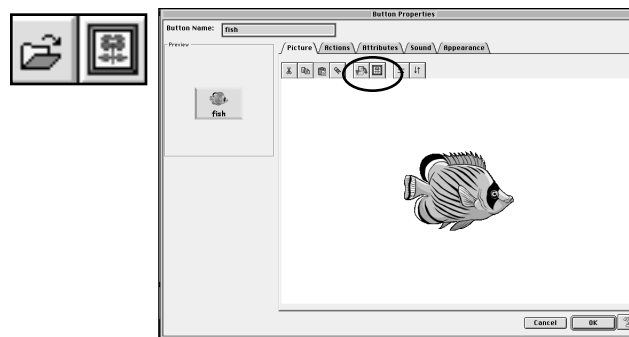 Button Properties
Button Name: fish
Preview
Picture Actions Attributes Sound Appearance
fish
Cancel OK